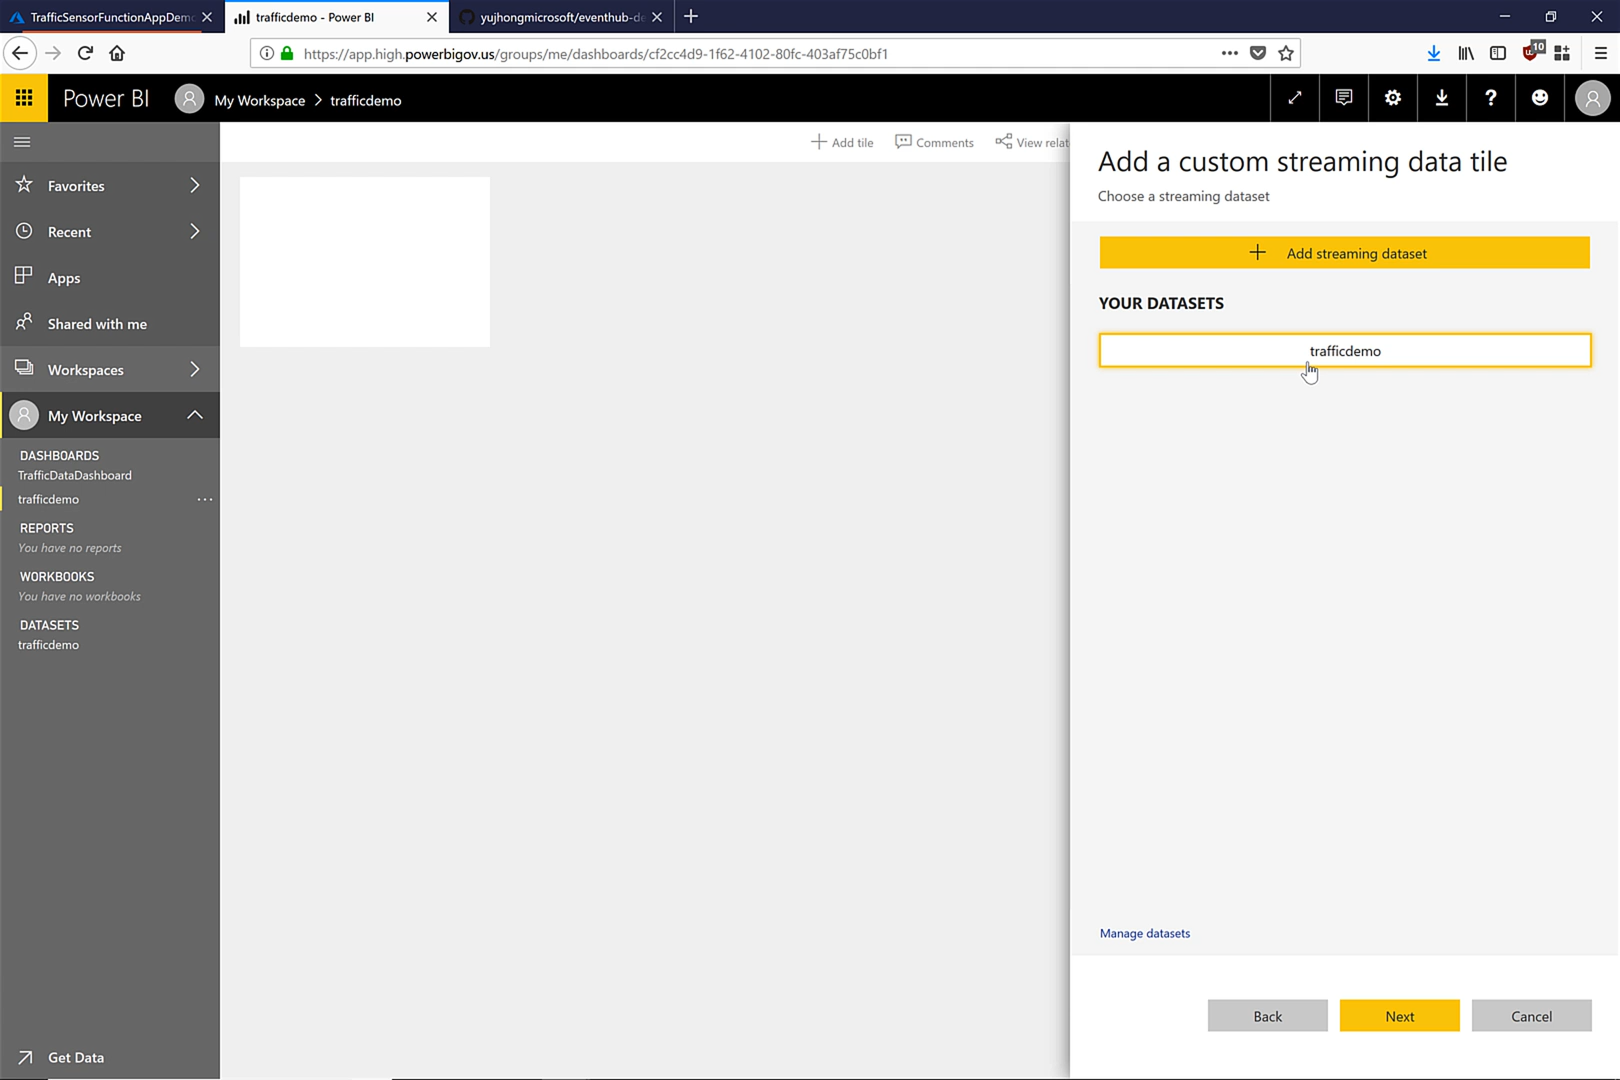 TrafficSensorFunctionAppDemo
trafficdemo - Power BI
yujhongmicrosoft/eventhub-de
https://app.high.powerbigov.us/groups/me/dashboards/cf2cc4d9-1f62-4102-80fc-403af75c0bf1
10
Power BI
My Workspace > trafficdemo
?
Add tile
Comments
View relat
Favorites
Recent
Apps
Shared with me
Workspaces
My Workspace
DASHBOARDS
TrafficDataDashboard
trafficdemo
REPORTS
You have no reports
WORKBOOKS
You have no workbooks
DATASETS
trafficdemo
Get Data
Add a custom streaming data tile
Choose a streaming dataset
Add streaming dataset
YOUR DATASETS
trafficdemo
Manage datasets
Back
Next
Cancel